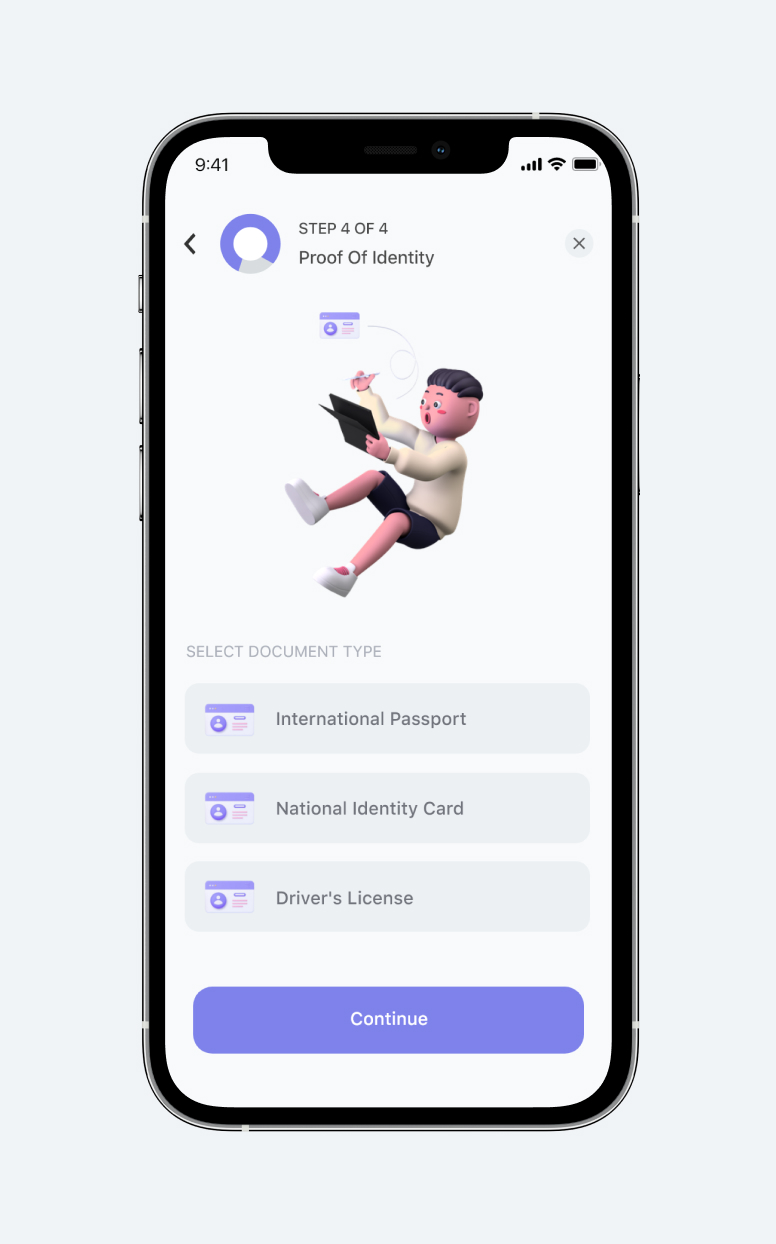 9:41
STEP 4 OF 4
Proof Of Identity
SELECT DOCUMENT TYPE
International Passport
National Identity Card
Driver's License
Continue